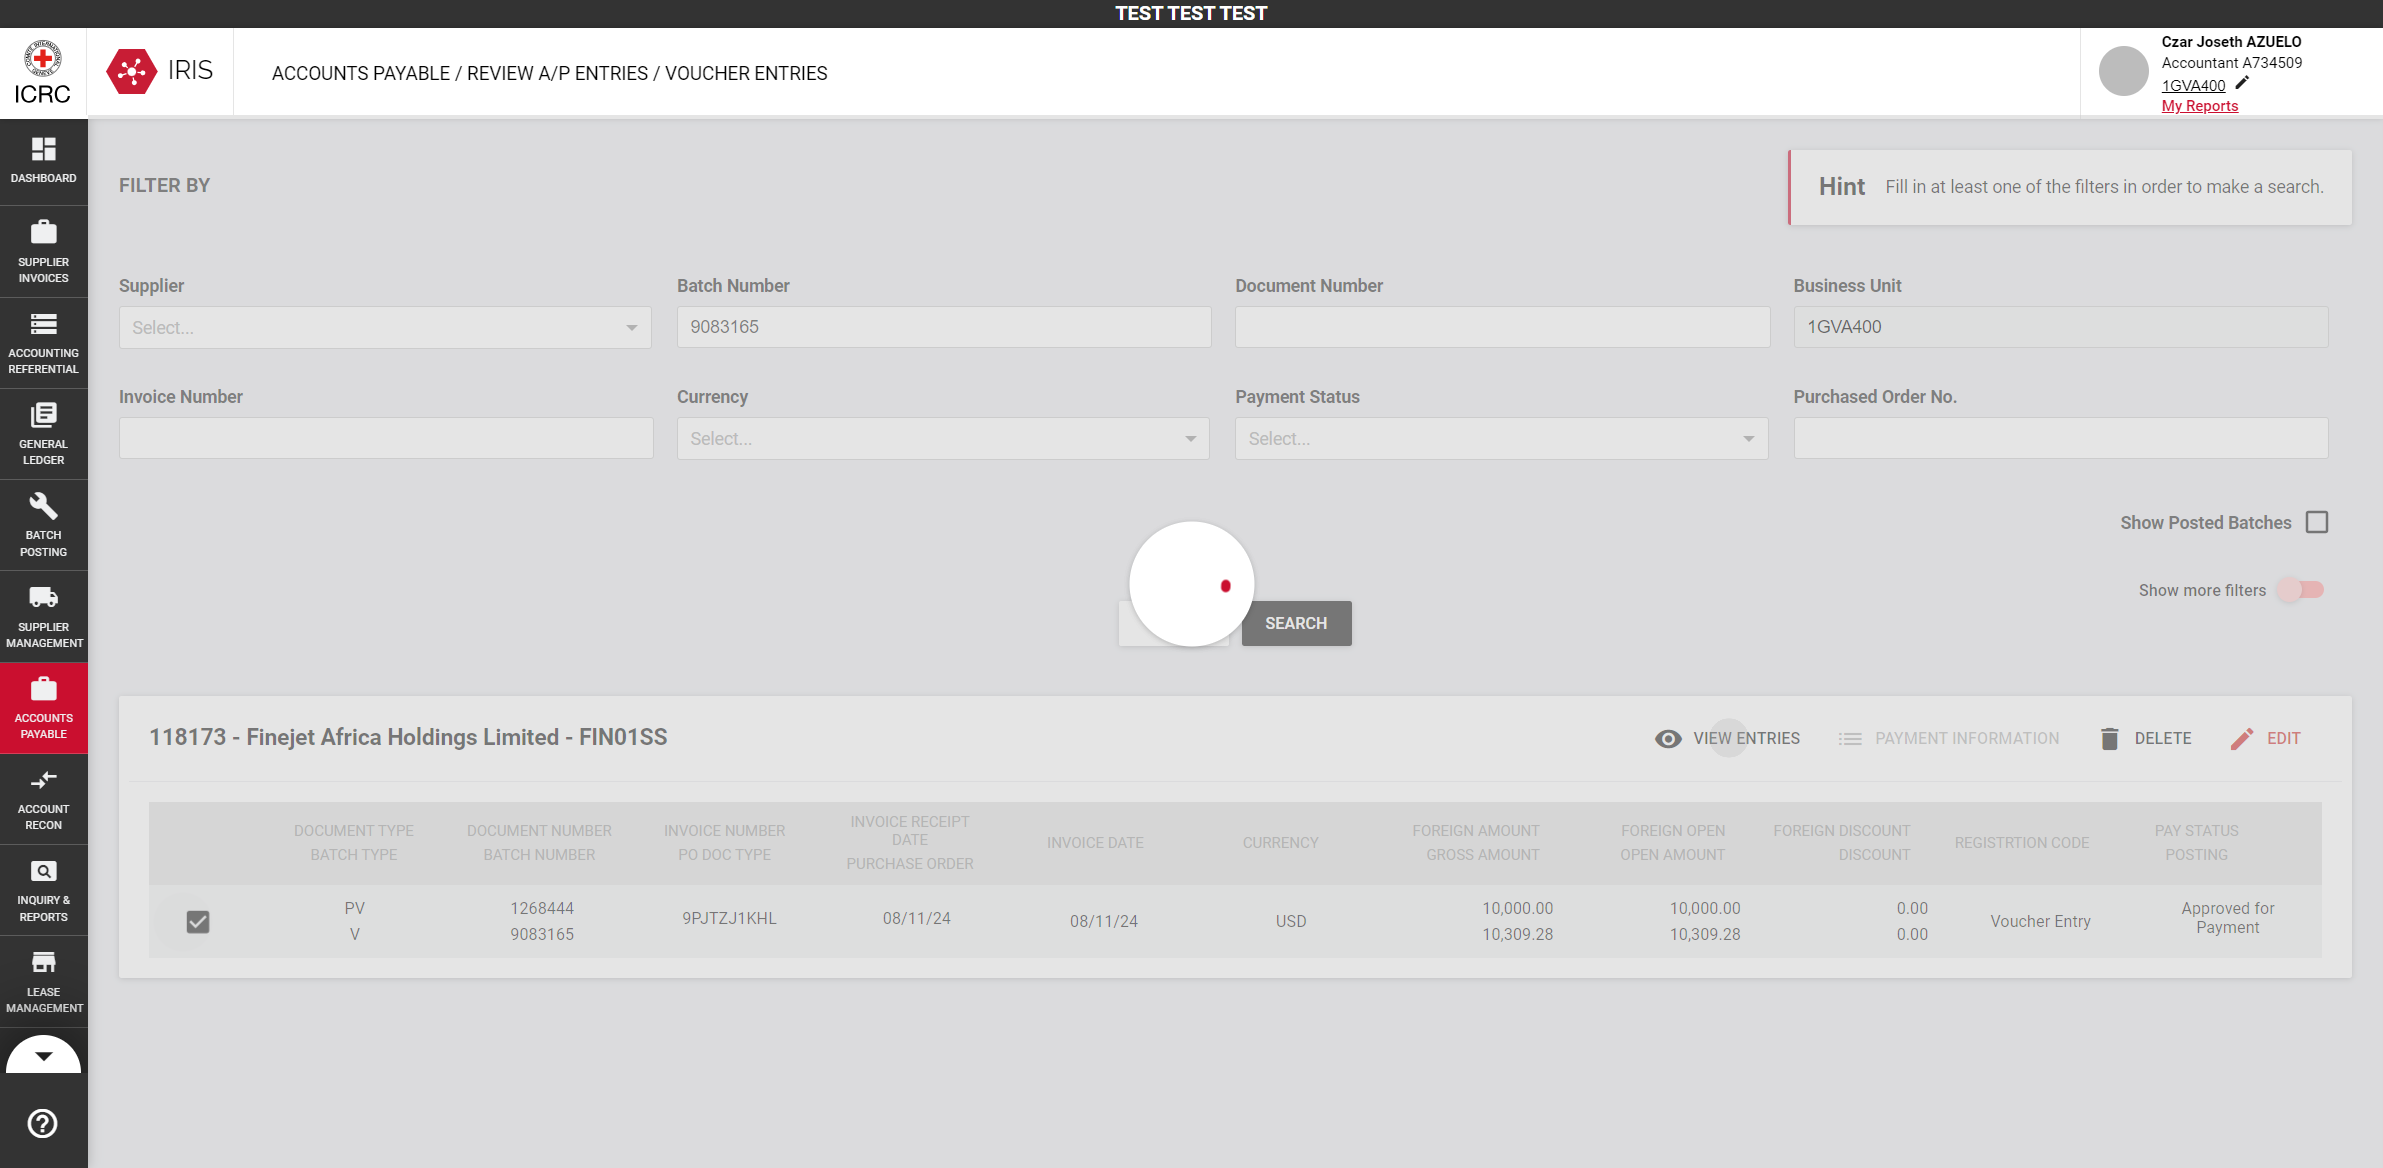 TEST TEST TEST
ICRC
IRIS
ACCOUNTS PAYABLE / REVIEW A/P ENTRIES / VOUCHER ENTRIES
Czar Joseth AZUELO
Accountant A734509
1GVA400
My Reports
DASHBOARD
SUPPLIER
INVOICES
ACCOUNTING
REFERENTIAL
GENERAL
LEDGER
BATCH
POSTING
SUPPLIER
MANAGEMENT
ACCOUNTS
PAYABLE
ACCOUNT
RECON
INQUIRY &
REPORTS
LEASE
MANAGEMENT
FILTER BY
Hint Fill in at least one of the filters in order to make a search.
Supplier Batch Number Document Number Business Unit
Select... 9083165 1GVA400
Invoice Number Currency Payment Status Purchased Order No.
Select... Select...
Show Posted Batches
Show more filters
SEARCH
118173 - Finejet Africa Holdings Limited - FIN01SS
VIEW ENTRIES PAYMENT INFORMATION DELETE EDIT
DOCUMENT TYPE
BATCH TYPE
DOCUMENT NUMBER
BATCH NUMBER
INVOICE NUMBER
PO DOC TYPE
INVOICE RECEIPT
DATE
PURCHASE ORDER
INVOICE DATE
CURRENCY
FOREIGN AMOUNT
GROSS AMOUNT
FOREIGN OPEN
OPEN AMOUNT
FOREIGN DISCOUNT
DISCOUNT
REGISTRTION CODE
PAY STATUS
POSTING
PV
V
1268444
9083165
9PJTZJ1KHL
08/11/24
08/11/24
USD
10,000.00
10,309.28
10,000.00
10,309.28
0.00
0.00
Voucher Entry
Approved for
Payment